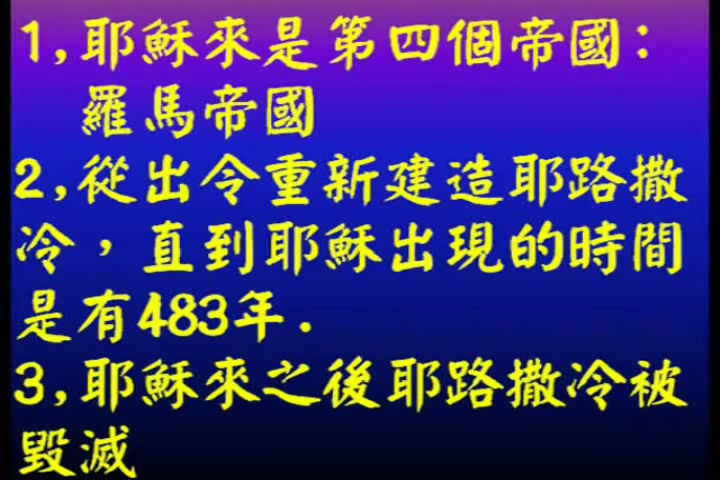 1,耶穌來是第四個帝國：
羅馬帝國
2,從出令重新建造耶路撒
冷，直到耶穌出現的時間
是有483年.
3,耶穌來之後耶路撒冷被
毀滅